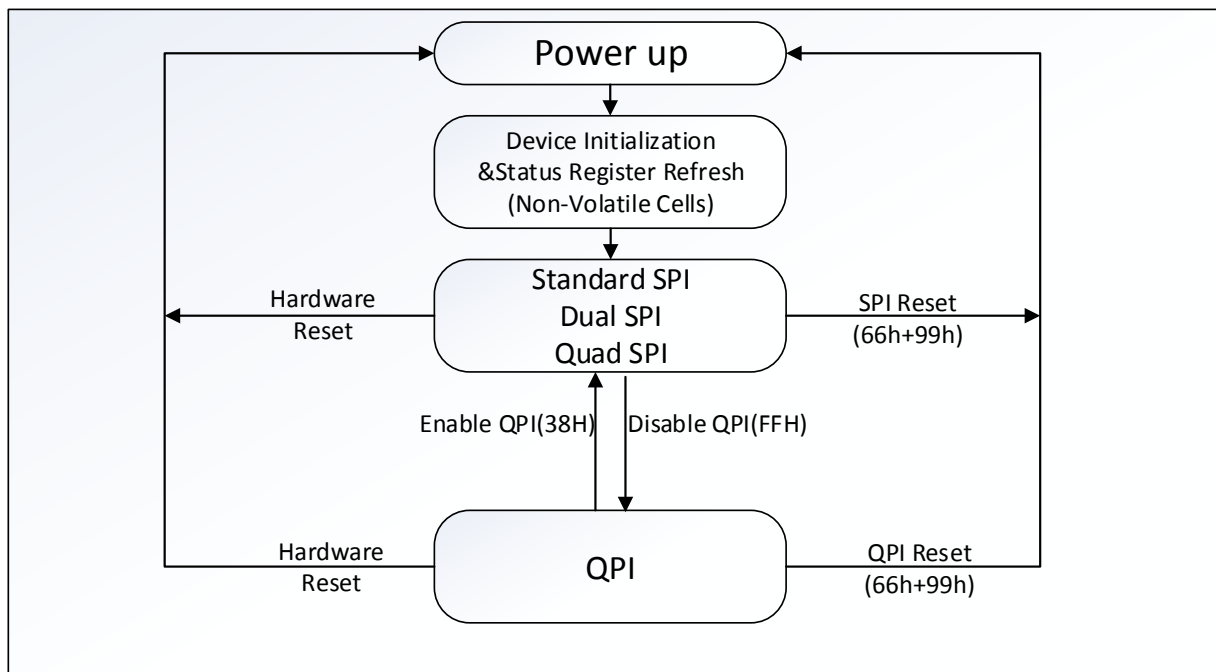 Power up
Device Initialization
&Status Register Refresh
(Non-Volatile Cells)
Standard SPI
Dual SPI
Quad SPI
Hardware
Reset
SPI Reset
(66h+99h)
Enable QPI(38H)
Disable QPI(FFH)
Hardware
Reset
QPI
QPI Reset
(66h+99h)